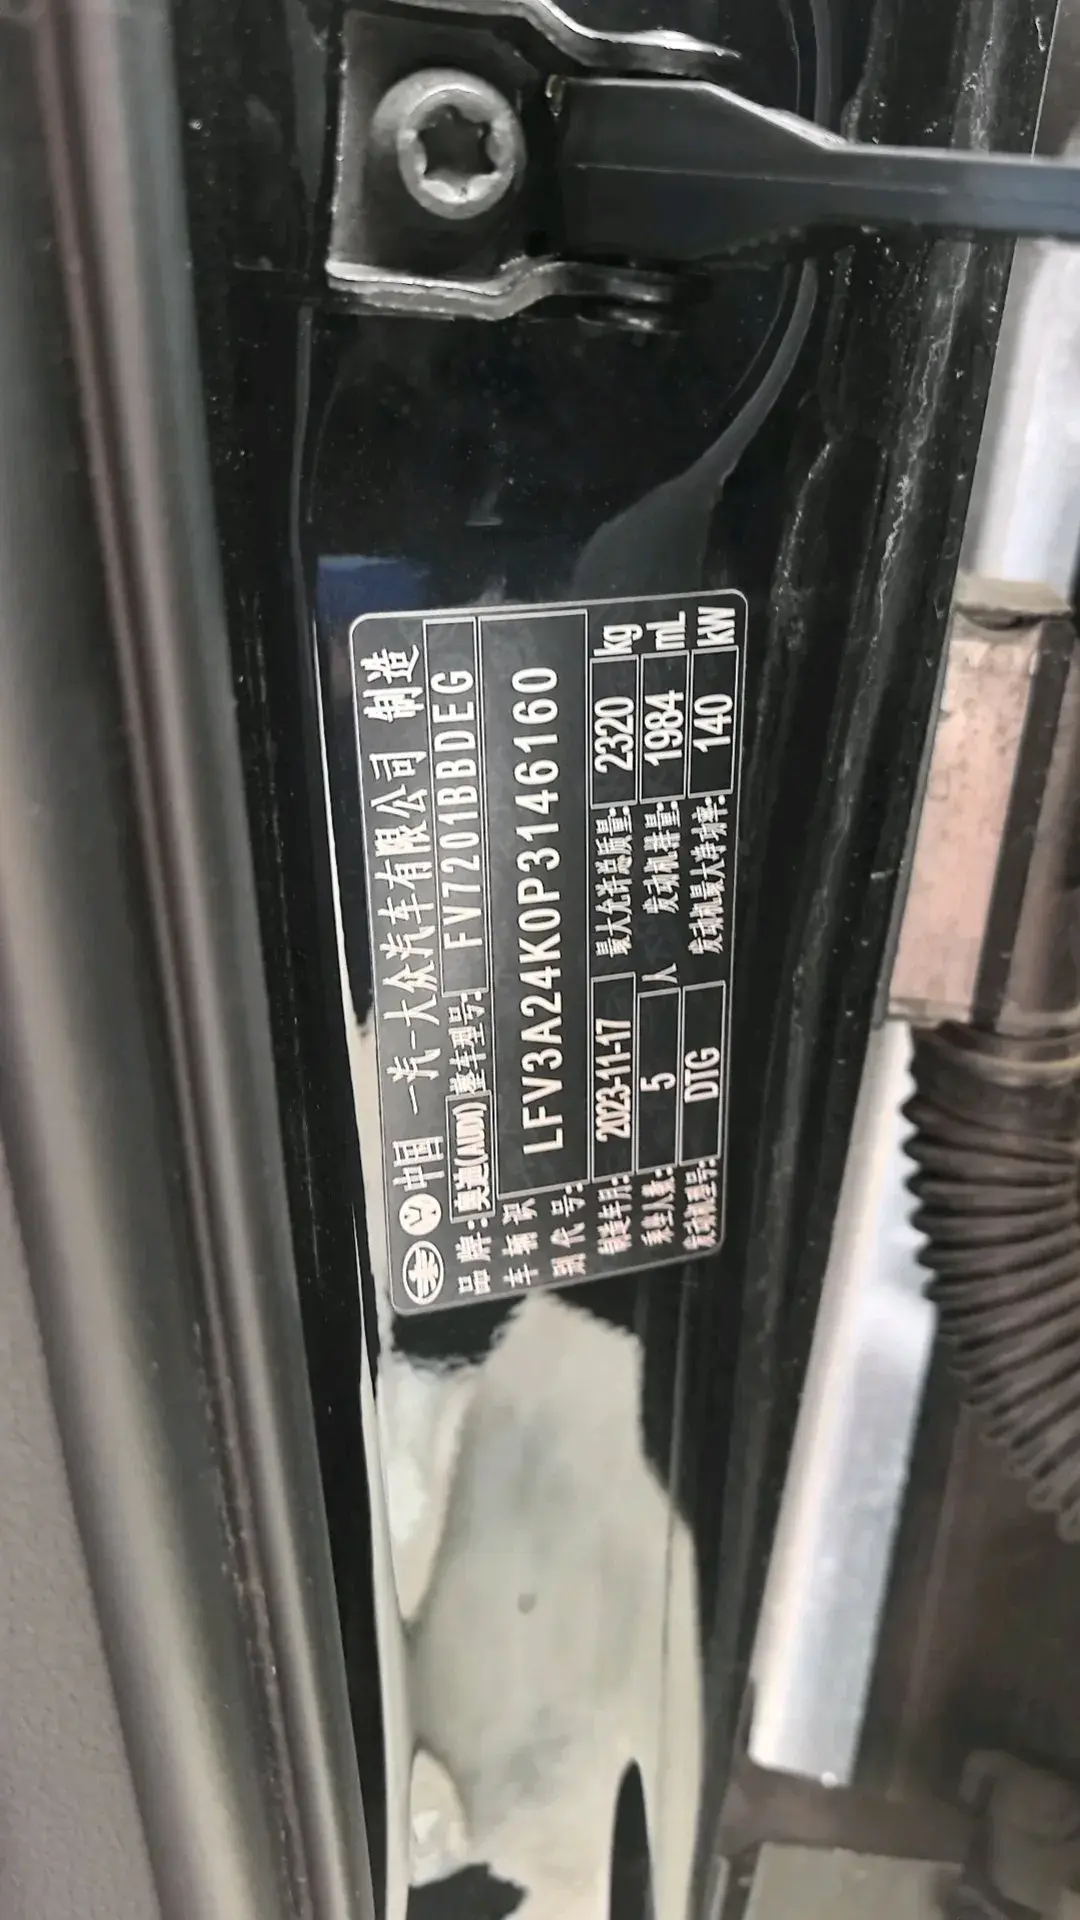 中国 一汽-大众汽车有限公司 制造
品牌: 奥迪(AUDI) 整车型号: FV7201BBDEG
车辆识别代号: LFV3A24K0P3146160
制造年月: 2023-11-17 最大允许总质量: 2320 kg
乘坐人数: 5 人 发动机排量: 1984 mL
发动机型号: DTG 发动机最大净功率: 140 kW